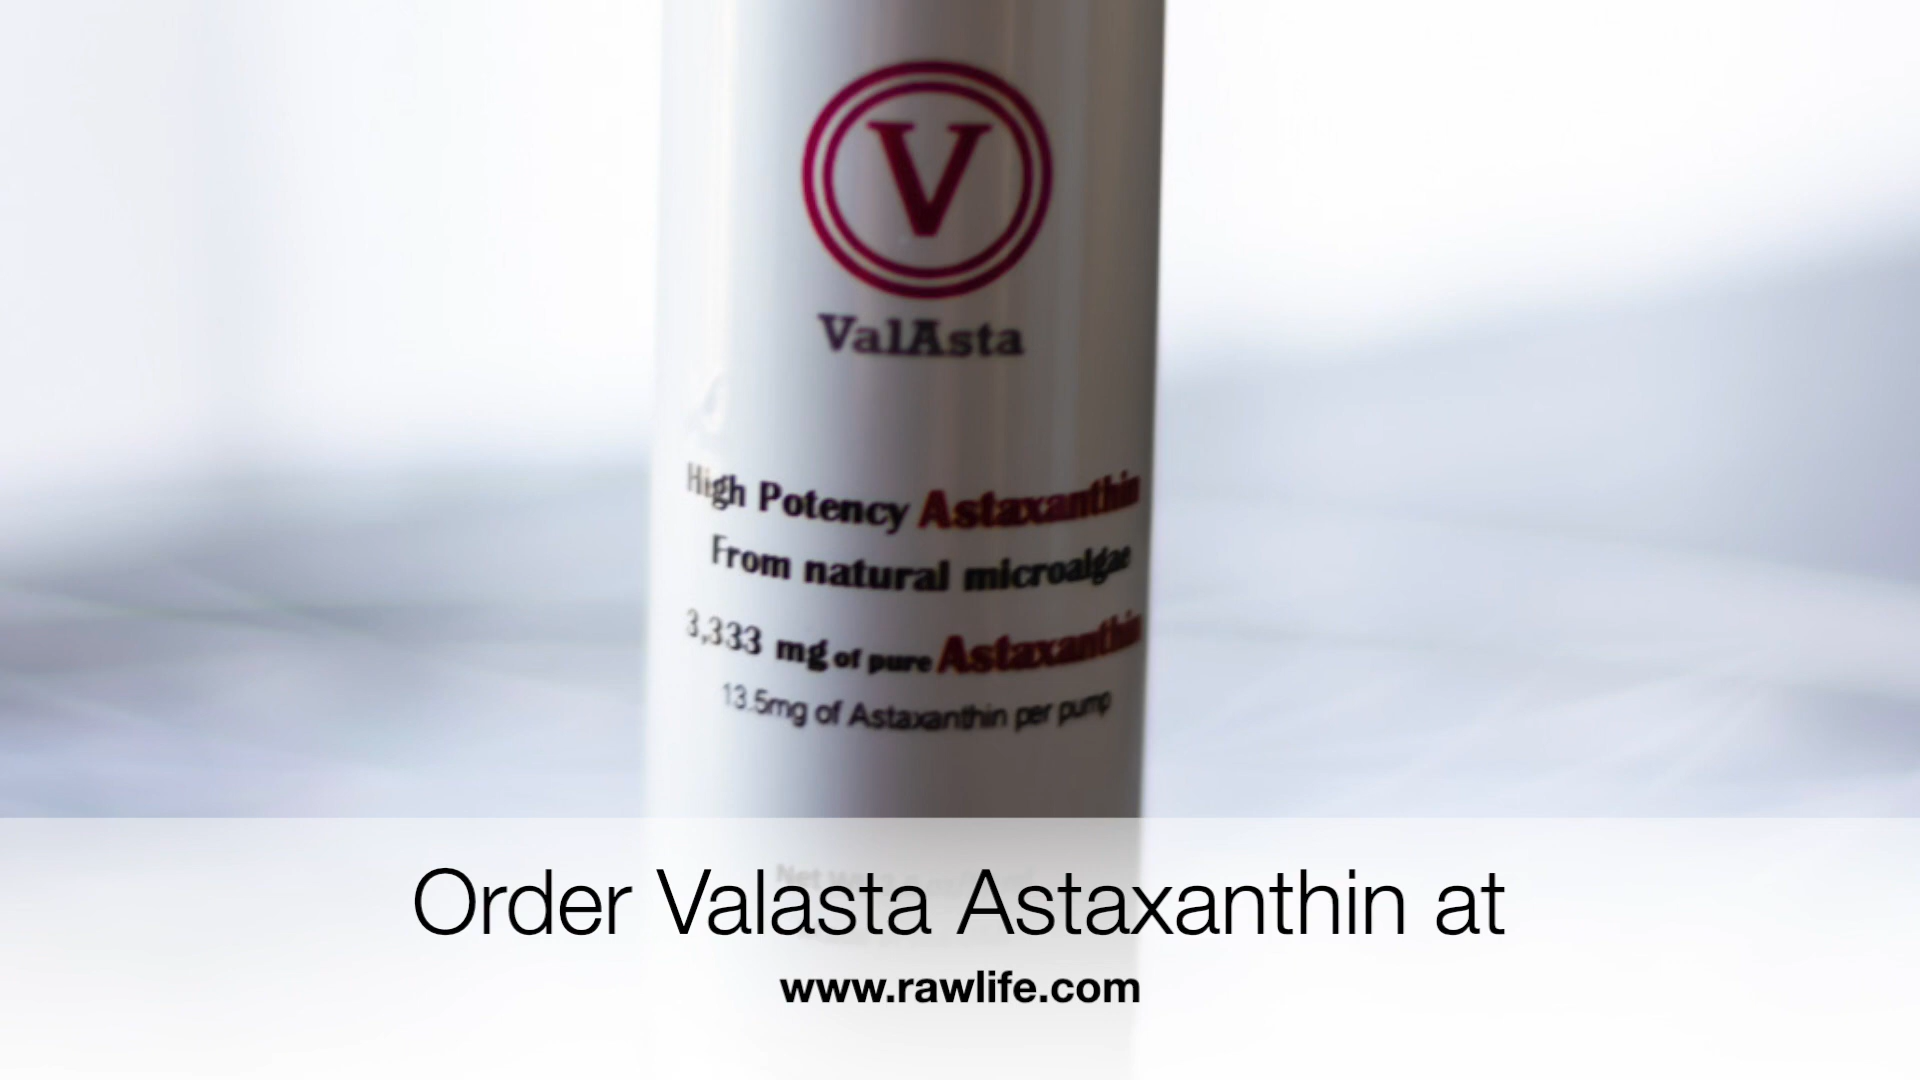 V
ValAsta
High Potency Astaxanthin
From natural microalgae
3,333 mg of pure Astaxanthin
13.5mg of Astaxanthin per pump
Order Valasta Astaxanthin at
www.rawlife.com